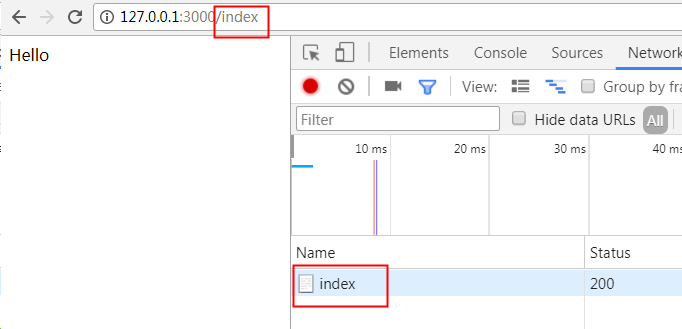 127.0.0.1:3000/index
Hello
Elements Console Sources Network
View: Group by fra
Filter Hide data URLs All
10 ms 20 ms 30 ms 40 ms
Name Status
index 200